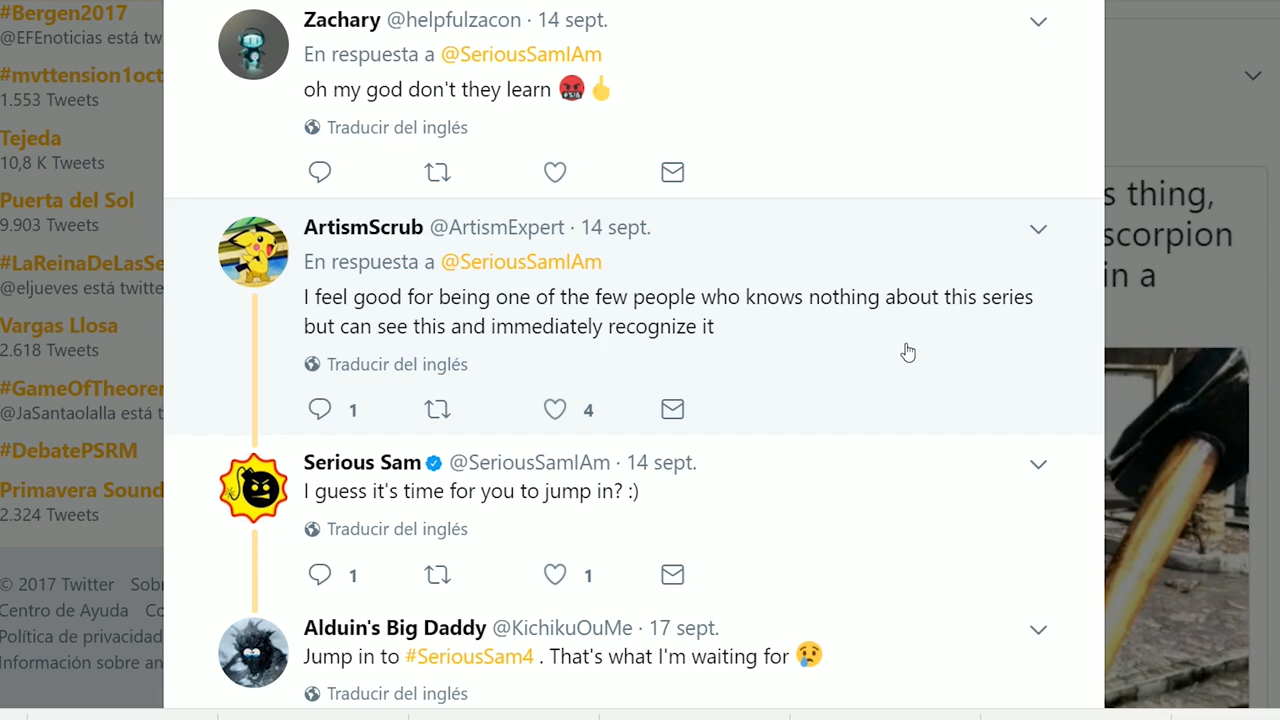 #Bergen2017
@EFEnoticias está tw
#mvttension1oct
1.553 Tweets
Tejeda
10,8 K Tweets
Puerta del Sol
9.903 Tweets
#LaReinaDeLasSe
@eljueves está twitte
Vargas Llosa
2.618 Tweets
#GameOfTheorer
@JaSantaolalla está t
#DebatePSRM
Primavera Sound
2.324 Tweets
© 2017 Twitter Sobr
Centro de Ayuda Co
Política de privacidad
Información sobre an
Zachary @helpfulzacon · 14 sept.
En respuesta a @SeriousSamIAm
oh my god don't they learn 🤬🖕
Traducir del inglés
ArtismScrub @ArtismExpert · 14 sept.
En respuesta a @SeriousSamIAm
I feel good for being one of the few people who knows nothing about this series
but can see this and immediately recognize it
Traducir del inglés
1 4
Serious Sam @SeriousSamIAm · 14 sept.
I guess it's time for you to jump in? :)
Traducir del inglés
1 1
Alduin's Big Daddy @KichikuOuMe · 17 sept.
Jump in to #SeriousSam4 . That's what I'm waiting for 😢
Traducir del inglés
s thing,
scorpion
in a